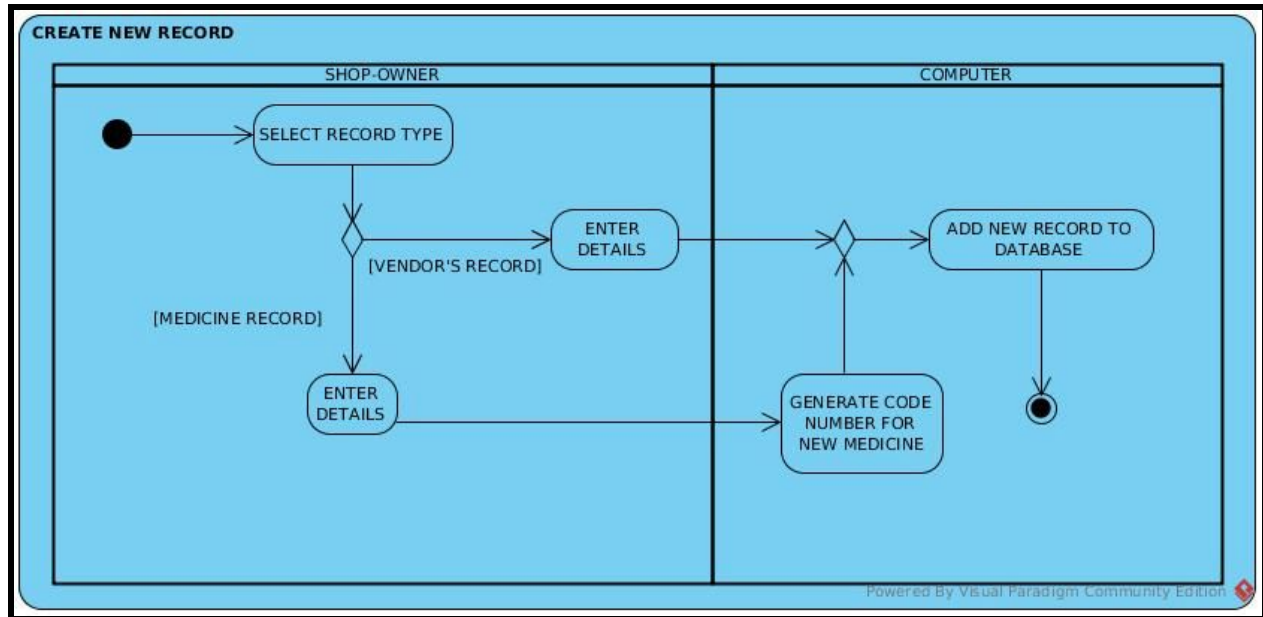 CREATE NEW RECORD
SHOP-OWNER
COMPUTER
SELECT RECORD TYPE
ENTER
DETAILS
ADD NEW RECORD TO
DATABASE
[VENDOR'S RECORD]
[MEDICINE RECORD]
ENTER
DETAILS
GENERATE CODE
NUMBER FOR
NEW MEDICINE
Powered By Visual Paradigm Community Edition